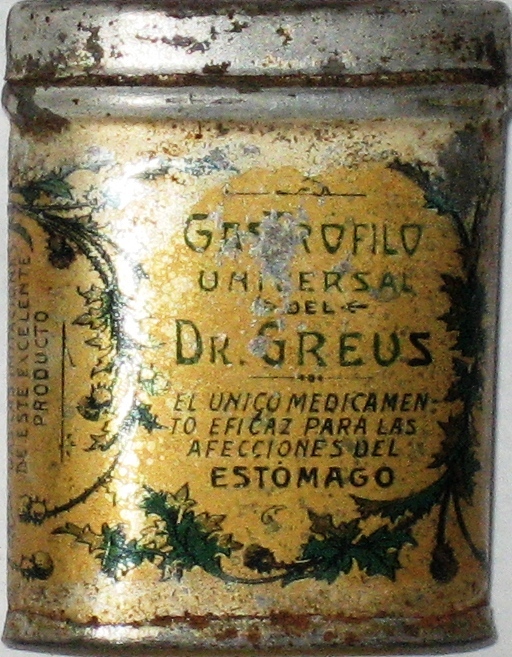 DE ESTE EXCELENTE
PRODUCTO
GASTROFILO
UNIVERSAL
DEL
DR. GREUS
EL UNICO MEDICAMEN-
TO EFICAZ PARA LAS
AFECCIONES DEL
ESTÓMAGO